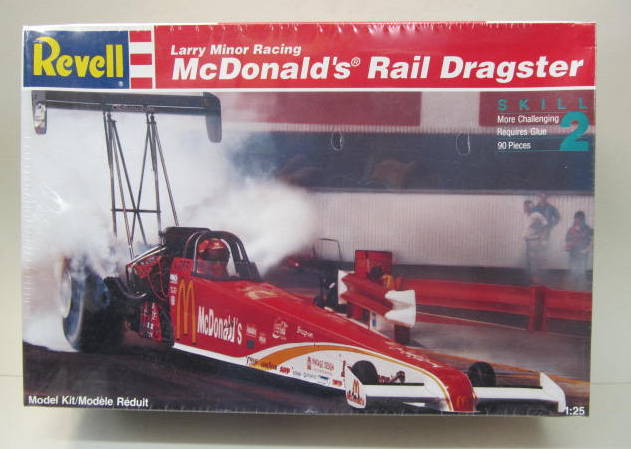 Revell®
Larry Minor Racing
McDonald's® Rail Dragster
SKILL
2
More Challenging
Requires Glue
90 Pieces
M
McDonald's
Model Kit/Modèle Réduit
1:25